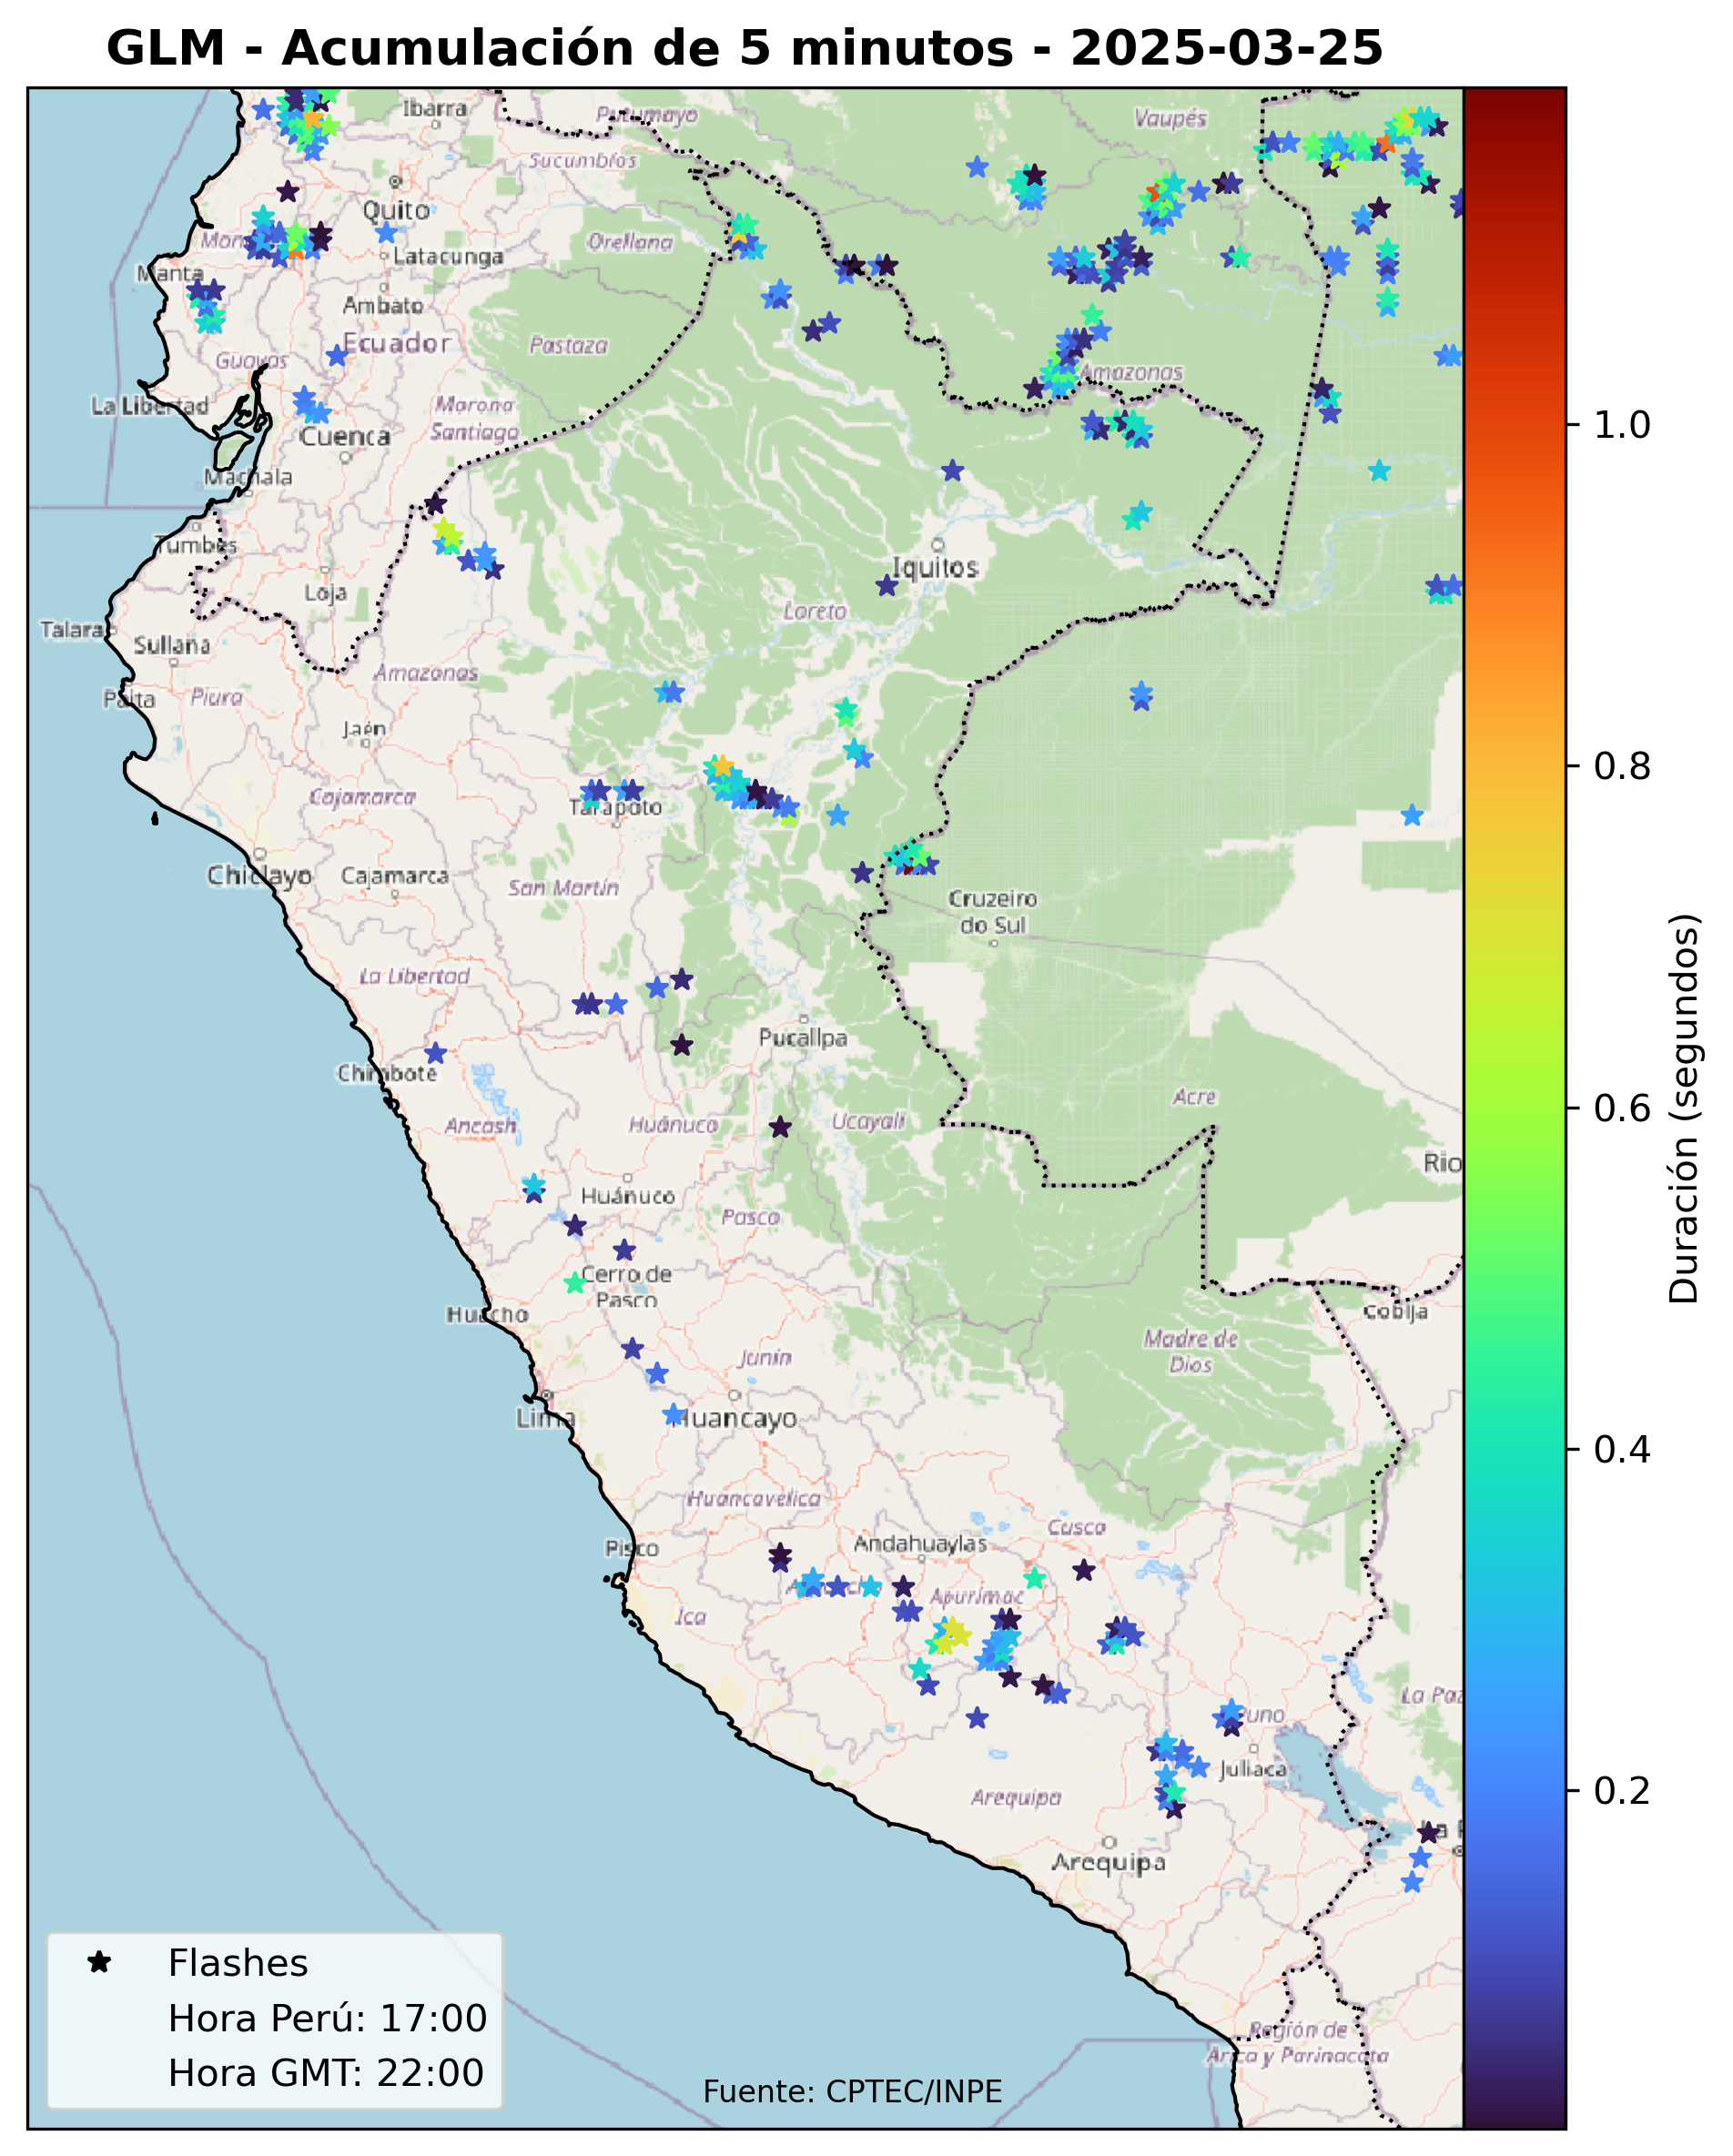 GLM - Acumulación de 5 minutos - 2025-03-25
Ibarra
Putumayo
Vaupés
Sucumbíos
Quito
Orellana
Latacunga
Manta
Ambato
Ecuador
Pastaza
Guayas
Amazonas
La Libertad
Morona
Santiago
Cuenca
Machala
Tumbes
Iquitos
Loja
Loreto
Talara
Sullana
Amazonas
Paita
Piura
Jaén
Cajamarca
Tarapoto
Chiclayo
Cajamarca
San Martín
Cruzeiro
do Sul
La Libertad
Pucallpa
Chimbote
Acre
Ancash
Huánuco
Ucayali
Rio
Huánuco
Pasco
Cerro de
Pasco
Huacho
Cobija
Madre de
Dios
Junín
Lima
Huancayo
Huancavelica
Cusco
Pisco
Andahuaylas
Apurímac
Ica
La Paz
Puno
Juliaca
Arequipa
La P
Arequipa
Región de
Arica y Parinacota
Flashes
Hora Perú: 17:00
Hora GMT: 22:00
Fuente: CPTEC/INPE
1.0
0.8
0.6
0.4
0.2
Duración (segundos)